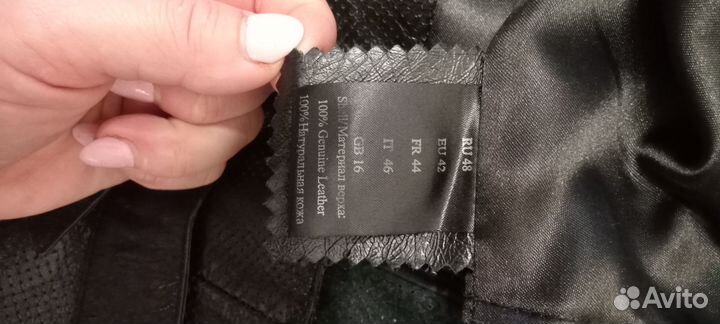 RU 48
EU 42
FR 44
IT 46
GB 16
Shell/Материал верха:
100% Genuine Leather
100%Натуральная кожа
Avito